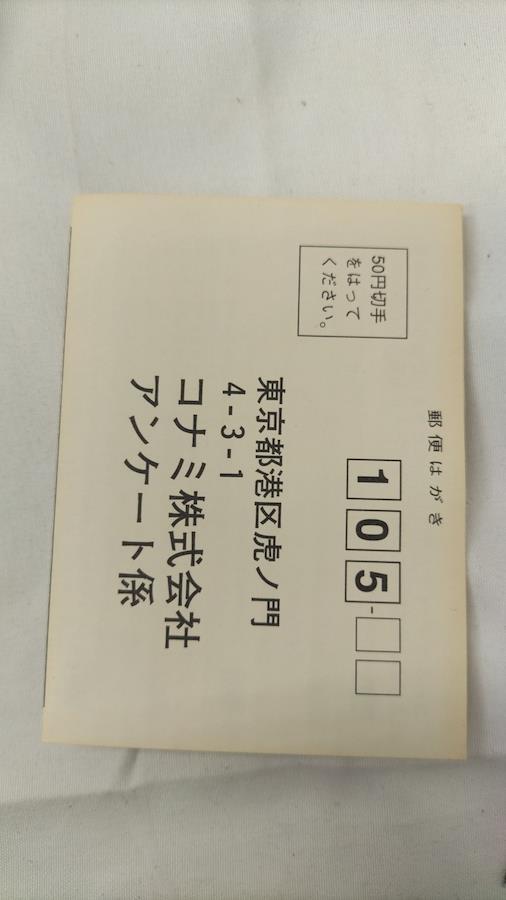 郵便はがき
105-
50円切手
をはって
ください。
東京都港区虎ノ門
4-3-1
コナミ株式会社
アンケート係